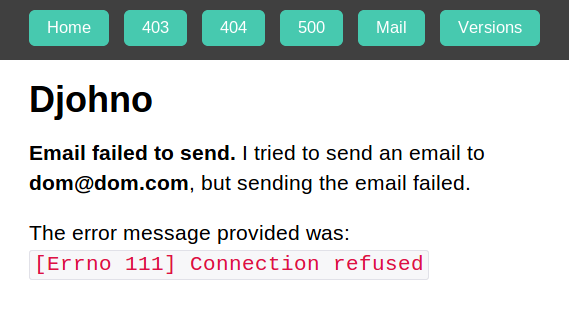 Home 403 404 500 Mail Versions
Djohno
Email failed to send. I tried to send an email to
dom@dom.com, but sending the email failed.
The error message provided was:
[Errno 111] Connection refused